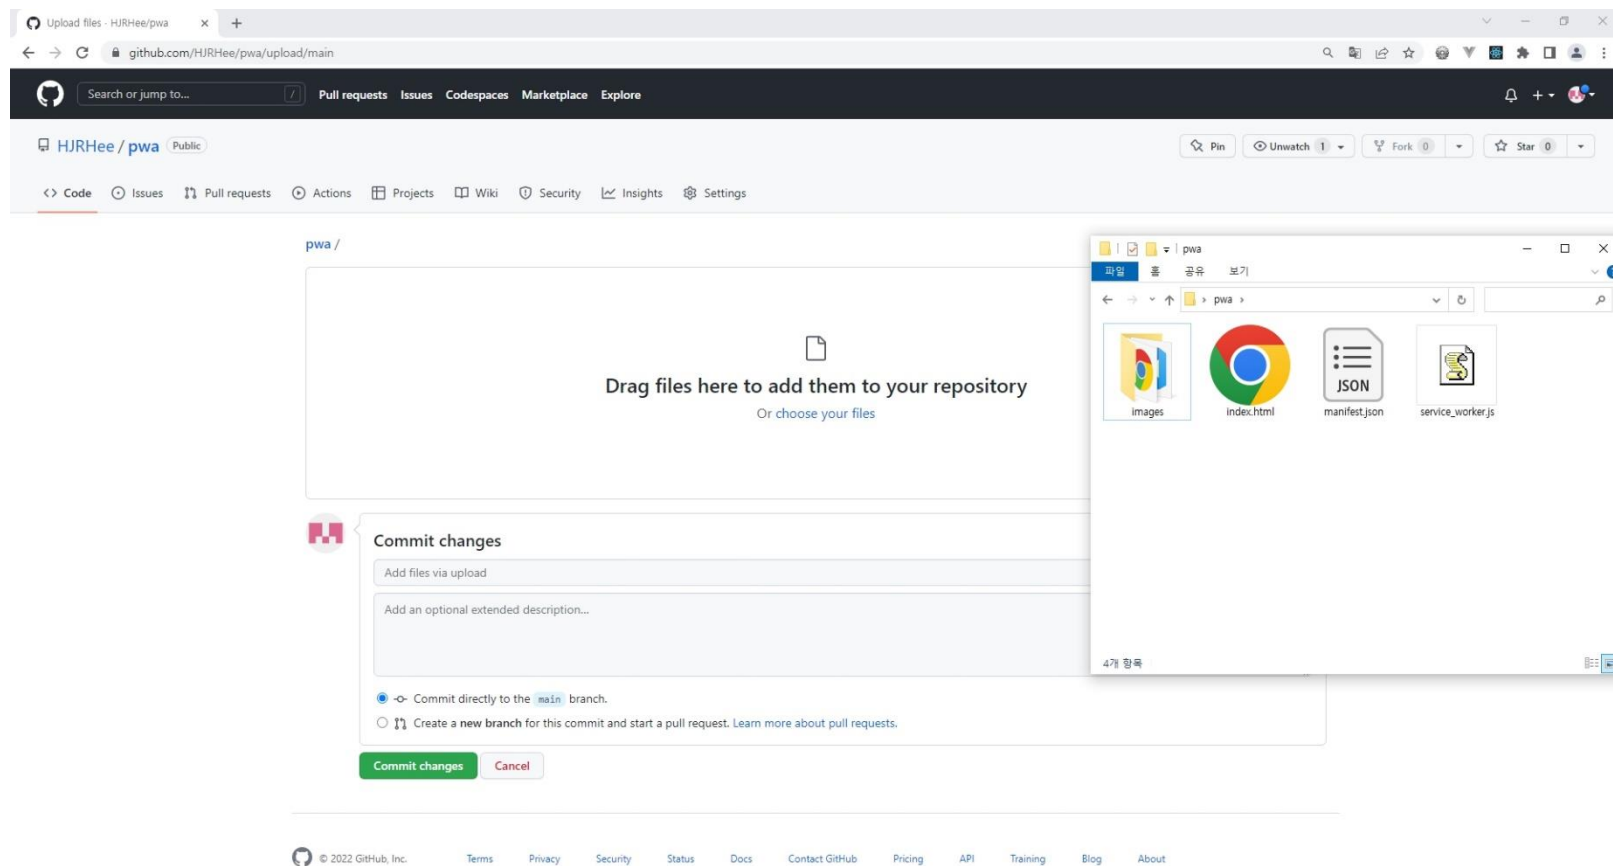 Upload files · HJRHee/pwa
github.com/HJRHee/pwa/upload/main
Search or jump to... / Pull requests Issues Codespaces Marketplace Explore
HJRHee / pwa Public
Pin Unwatch 1 Fork 0 Star 0
Code Issues Pull requests Actions Projects Wiki Security Insights Settings
pwa /
Drag files here to add them to your repository
Or choose your files
Commit changes
Add files via upload
Add an optional extended description...
Commit directly to the main branch.
Create a new branch for this commit and start a pull request. Learn more about pull requests.
Commit changes Cancel
pwa
파일 홈 공유 보기
pwa
JSON
images index.html manifest.json service_worker.js
4개 항목
© 2022 GitHub, Inc. Terms Privacy Security Status Docs Contact GitHub Pricing API Training Blog About